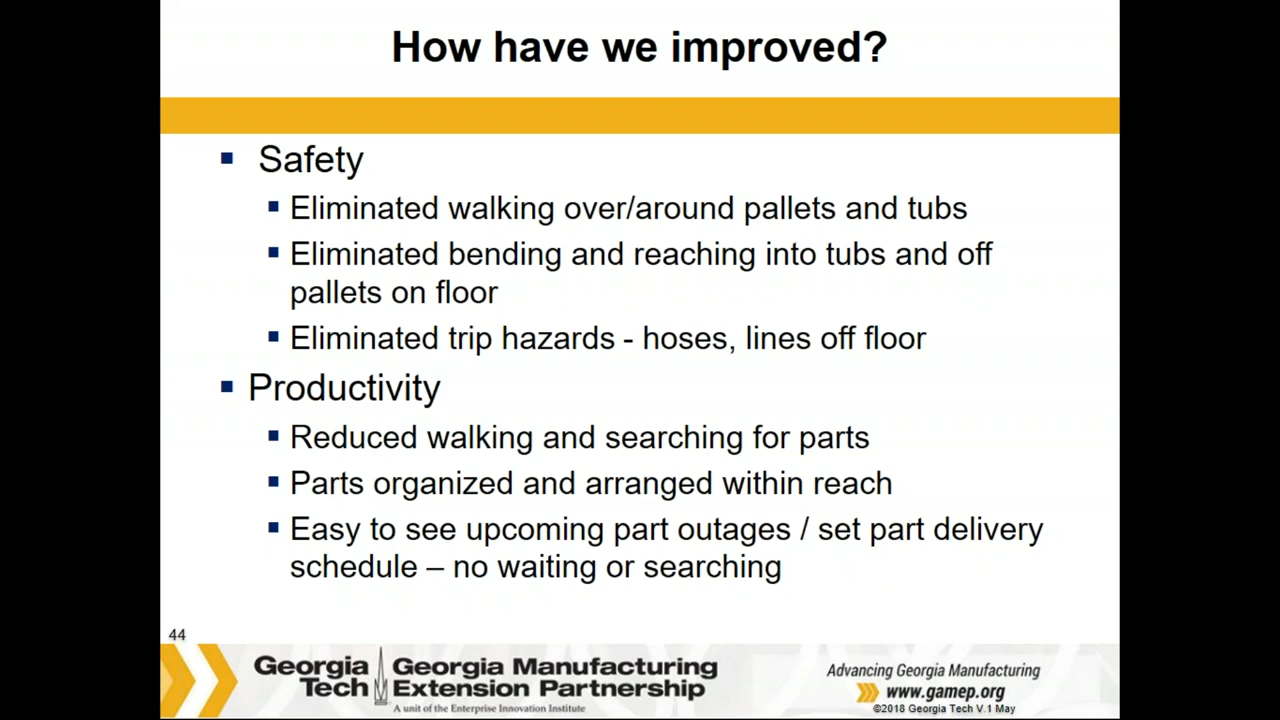 How have we improved?
Safety
Eliminated walking over/around pallets and tubs
Eliminated bending and reaching into tubs and off
pallets on floor
Eliminated trip hazards - hoses, lines off floor
Productivity
Reduced walking and searching for parts
Parts organized and arranged within reach
Easy to see upcoming part outages / set part delivery
schedule – no waiting or searching
44
Georgia Tech
Georgia Manufacturing
Extension Partnership
A unit of the Enterprise Innovation Institute
Advancing Georgia Manufacturing
www.gamep.org
©2018 Georgia Tech V.1 May